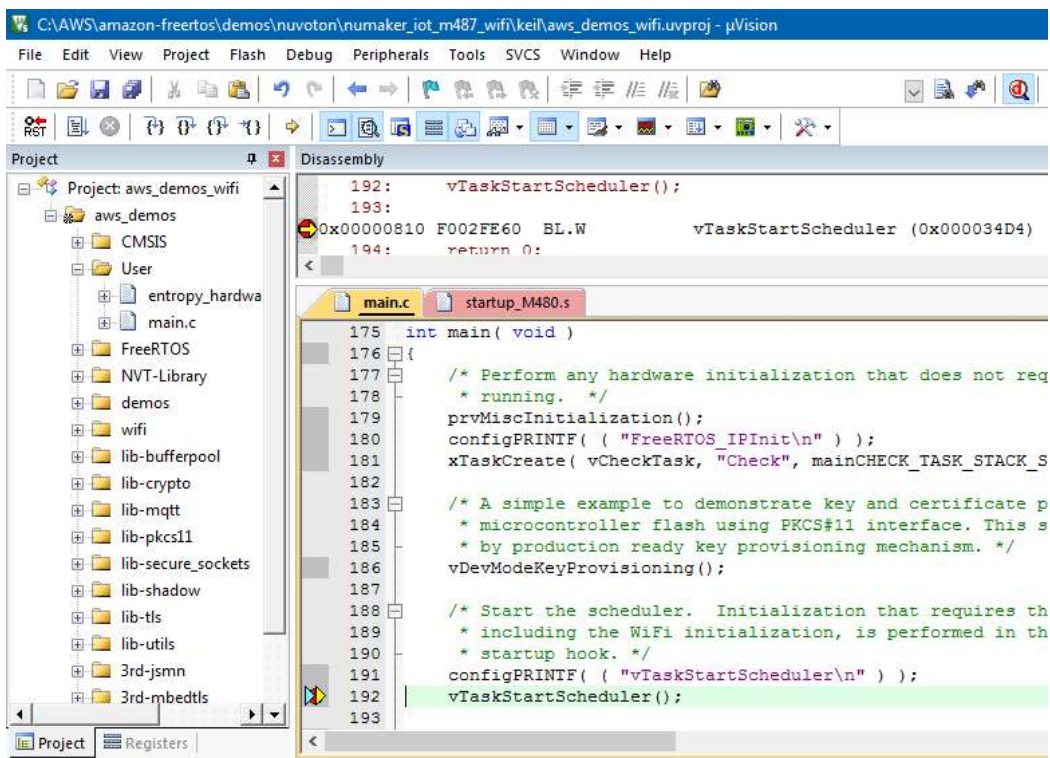 C:\AWS\amazon-freertos\demos\nuvoton\numaker_iot_m487_wifi\keil\aws_demos_wifi.uvproj - µVision
File Edit View Project Flash Debug Peripherals Tools SVCS Window Help
RST
Project
Project: aws_demos_wifi
aws_demos
CMSIS
User
entropy_hardwa
main.c
FreeRTOS
NVT-Library
demos
wifi
lib-bufferpool
lib-crypto
lib-mqtt
lib-pkcs11
lib-secure_sockets
lib-shadow
lib-tls
lib-utils
3rd-jsmn
3rd-mbedtls
Project Registers
Disassembly
192: vTaskStartScheduler();
193:
0x00000810 F002FE60 BL.W vTaskStartScheduler (0x000034D4)
194: return 0;
main.c startup_M480.s
175 int main( void )
176 {
177 /* Perform any hardware initialization that does not req
178 * running. */
179 prvMiscInitialization();
180 configPRINTF( ( "FreeRTOS_IPInit\n" ) );
181 xTaskCreate( vCheckTask, "Check", mainCHECK_TASK_STACK_S
182
183 /* A simple example to demonstrate key and certificate p
184 * microcontroller flash using PKCS#11 interface. This s
185 * by production ready key provisioning mechanism. */
186 vDevModeKeyProvisioning();
187
188 /* Start the scheduler. Initialization that requires th
189 * including the WiFi initialization, is performed in th
190 * startup hook. */
191 configPRINTF( ( "vTaskStartScheduler\n" ) );
192 vTaskStartScheduler();
193